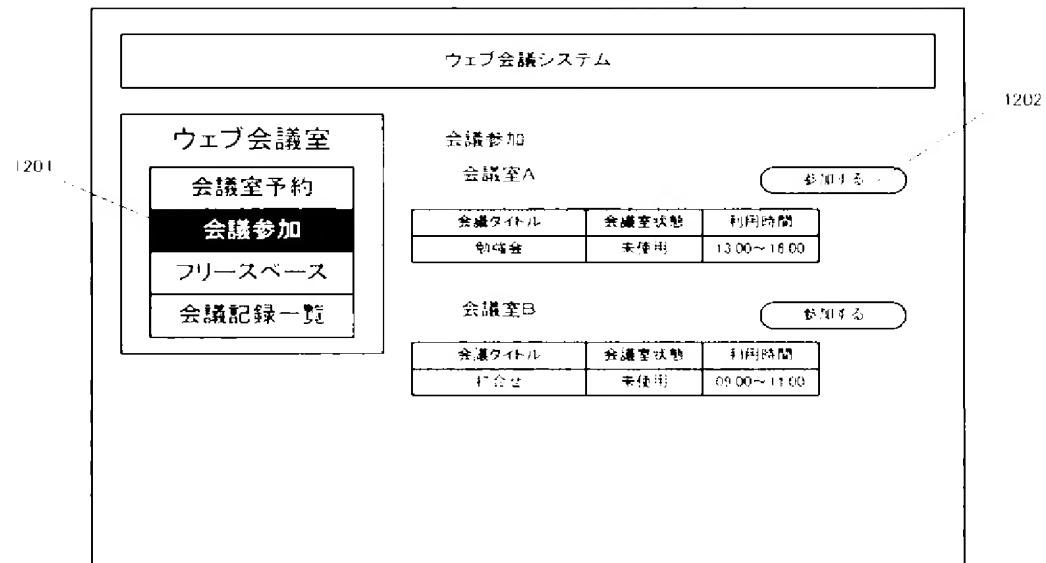 ウェブ会議システム
1202
ウェブ会議室
会議参加
1201
会議室A
参加する
会議室予約
会議参加
会議タイトル 会議室状態 利用時間
勉強会 未使用 13:00～16:00
フリースペース
会議記録一覧
会議室B
参加する
会議タイトル 会議室状態 利用時間
打合せ 未使用 09:00～11:00